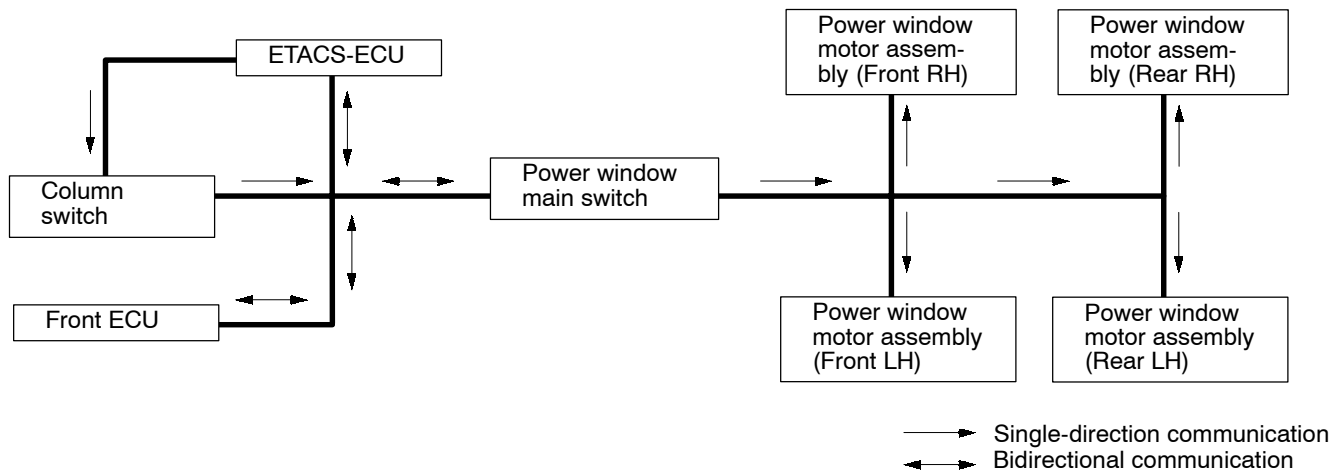 ETACS-ECU
Column
switch
Front ECU
Power window
main switch
Power window
motor assem-
bly (Front RH)
Power window
motor assem-
bly (Rear RH)
Power window
motor assembly
(Front LH)
Power window
motor assembly
(Rear LH)
Single-direction communication
Bidirectional communication